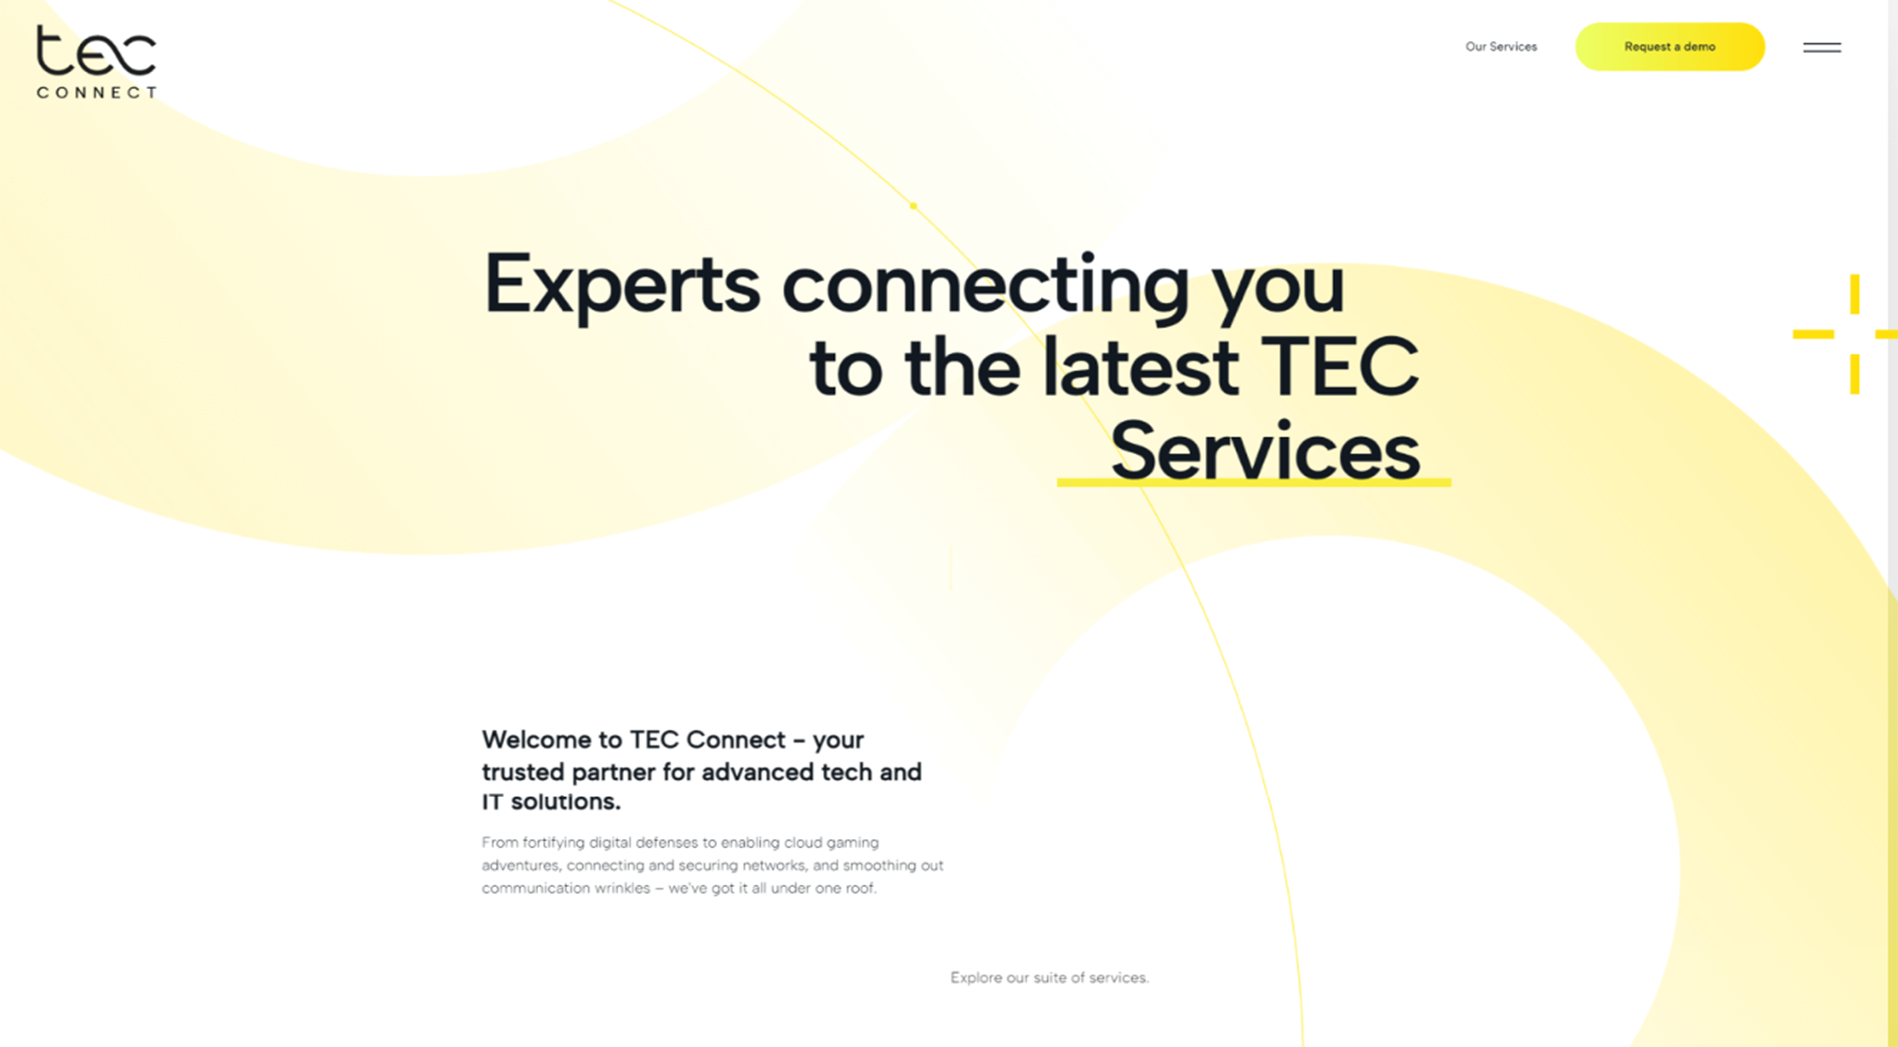 tec
CONNECT
Our Services
Request a demo
Experts connecting you
to the latest TEC
Services
Welcome to TEC Connect – your
trusted partner for advanced tech and
IT solutions.
From fortifying digital defenses to enabling cloud gaming
adventures, connecting and securing networks, and smoothing out
communication wrinkles – we've got it all under one roof.
Explore our suite of services.